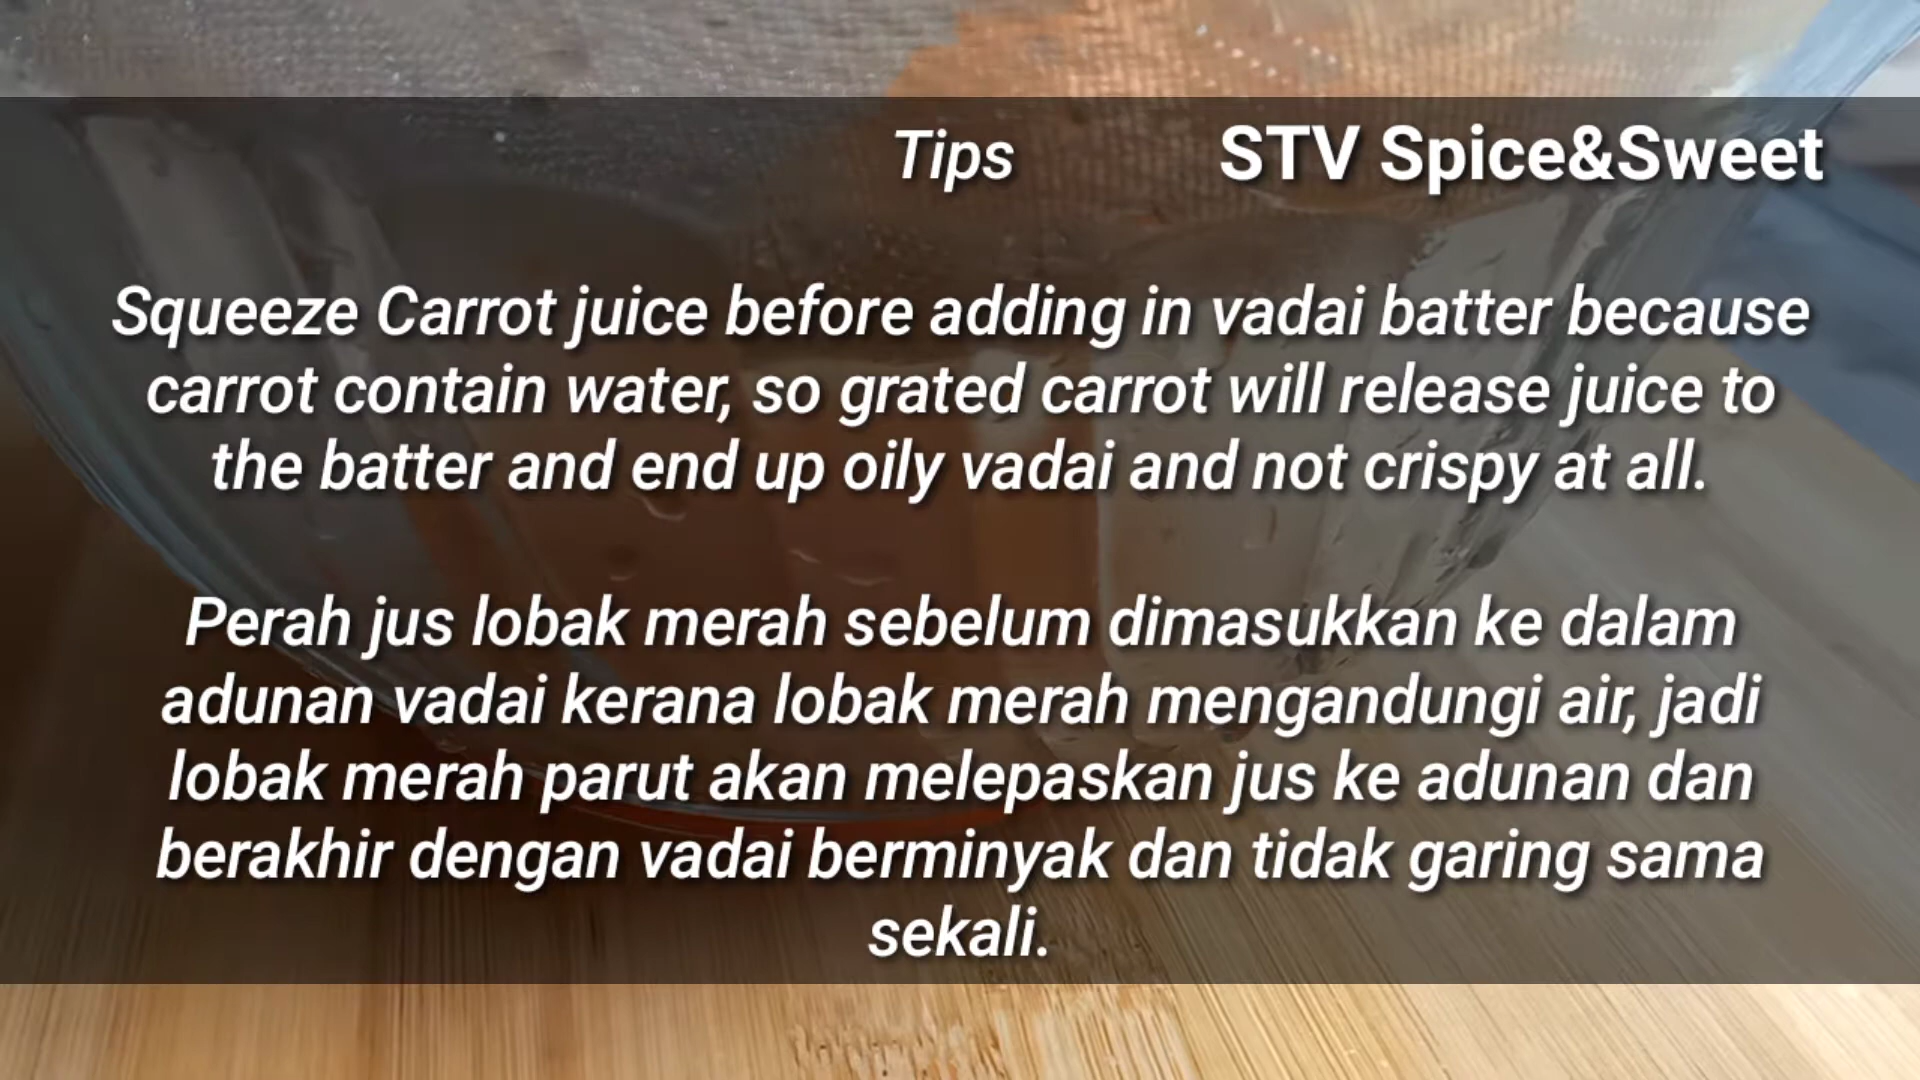 Tips
STV Spice&Sweet
Squeeze Carrot juice before adding in vadai batter because
carrot contain water, so grated carrot will release juice to
the batter and end up oily vadai and not crispy at all.
Perah jus lobak merah sebelum dimasukkan ke dalam
adunan vadai kerana lobak merah mengandungi air, jadi
lobak merah parut akan melepaskan jus ke adunan dan
berakhir dengan vadai berminyak dan tidak garing sama
sekali.